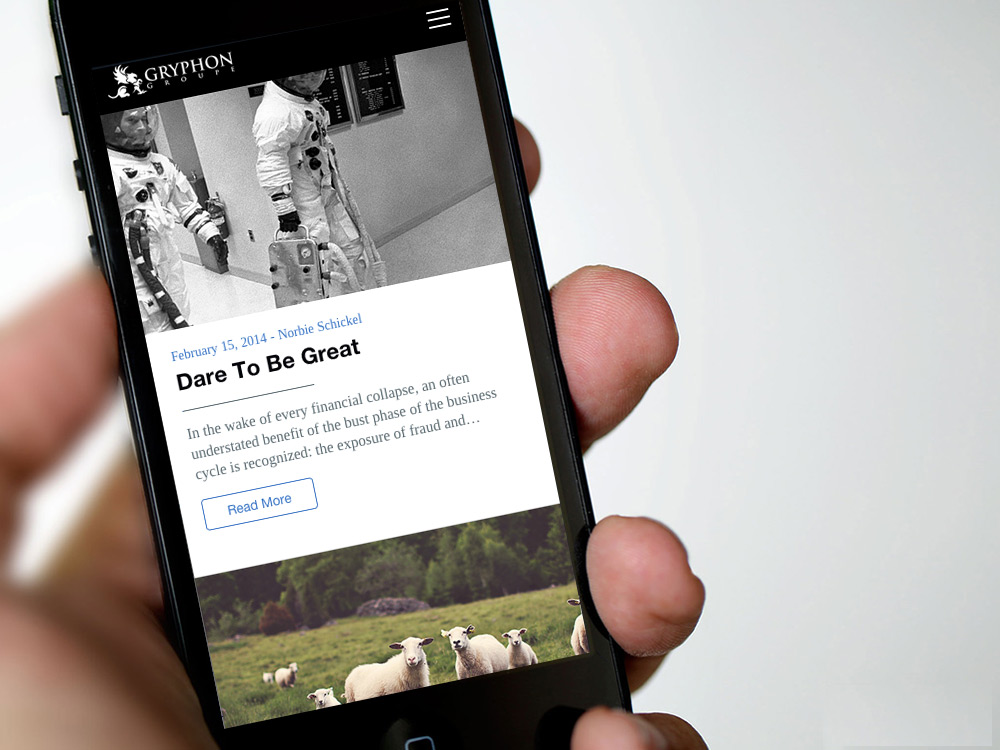 GRYPHON
GROUPE
February 15, 2014 - Norbie Schickel
Dare To Be Great
In the wake of every financial collapse, an often
understated benefit of the bust phase of the business
cycle is recognized: the exposure of fraud and…
Read More